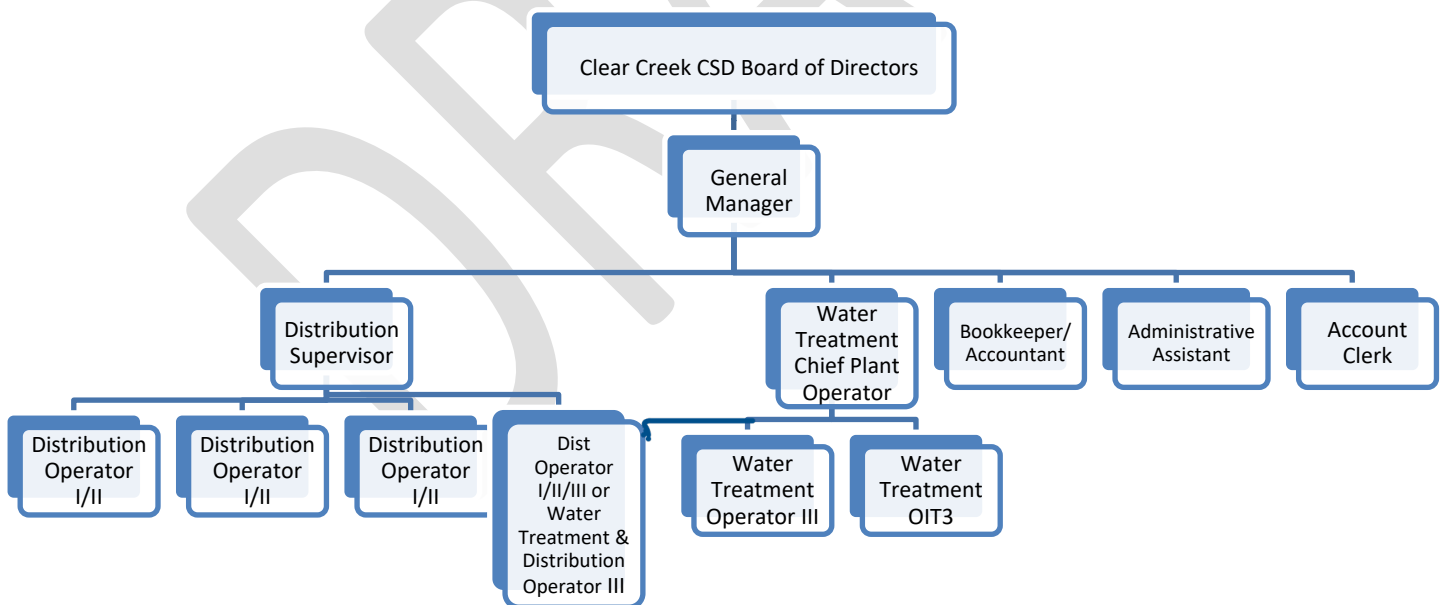 Clear Creek CSD Board of Directors
General
Manager
Distribution
Supervisor
Water
Treatment
Chief Plant
Operator
Bookkeeper/
Accountant
Administrative
Assistant
Account
Clerk
Distribution
Operator
I/II
Distribution
Operator
I/II
Distribution
Operator
I/II
Dist
Operator
I/II/III or
Water
Treatment &
Distribution
Operator III
Water
Treatment
Operator III
Water
Treatment
OIT3